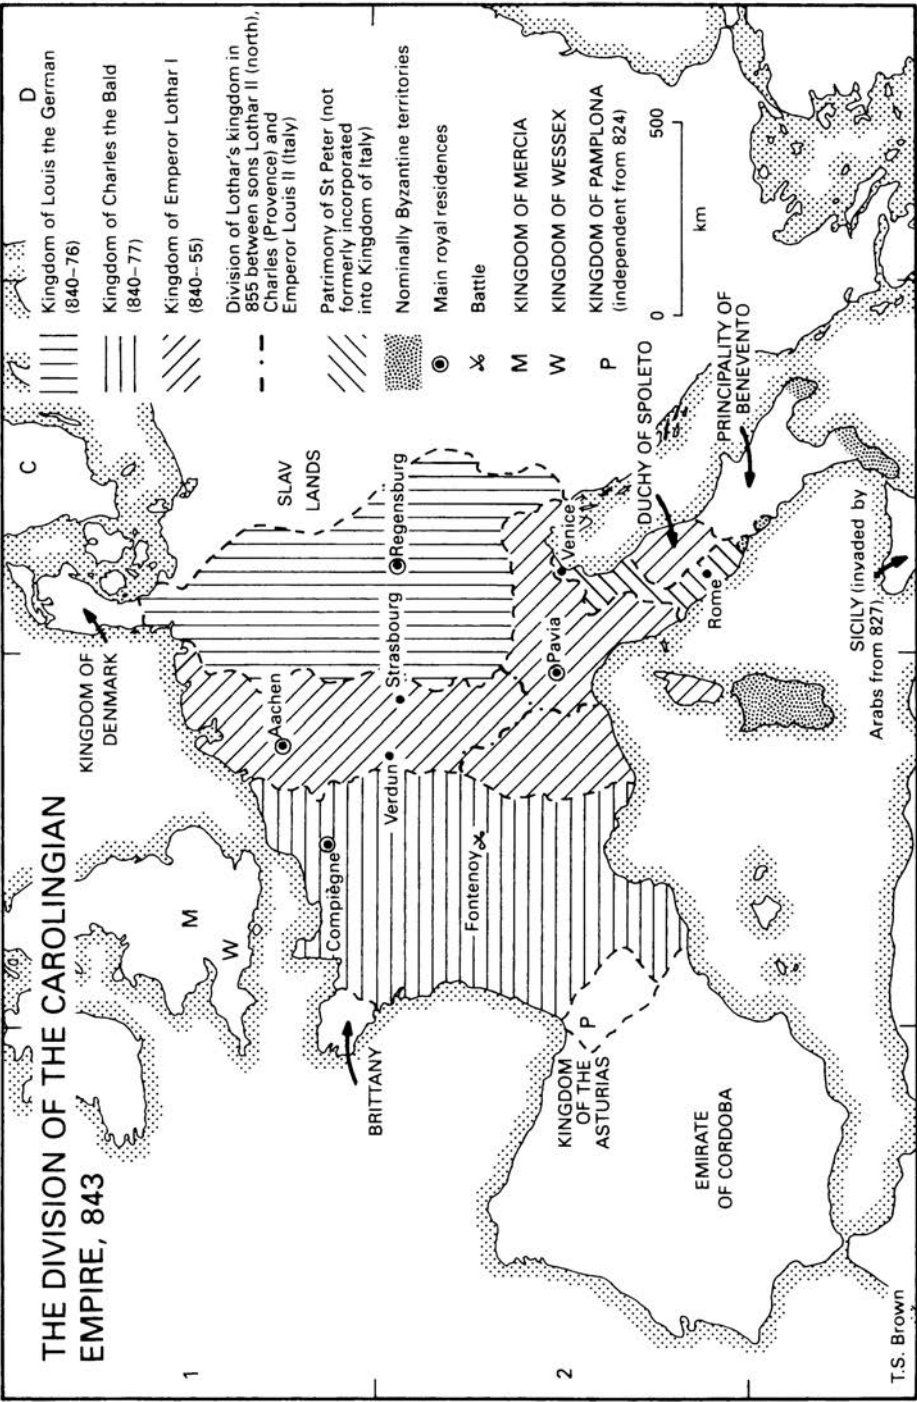 THE DIVISION OF THE CAROLINGIAN
EMPIRE, 843
1
2
C
D
M
W
KINGDOM OF
DENMARK
SLAV
LANDS
BRITTANY
Compiègne
Aachen
Verdun
Strasbourg
Regensburg
Fontenoy
Pavia
Venice
Rome
KINGDOM
OF THE
ASTURIAS
P
EMIRATE
OF CORDOBA
DUCHY OF SPOLETO
PRINCIPALITY OF
BENEVENTO
SICILY (invaded by
Arabs from 827)
Kingdom of Louis the German
(840–76)
Kingdom of Charles the Bald
(840–77)
Kingdom of Emperor Lothar I
(840–55)
Division of Lothar's kingdom in
855 between sons Lothar II (north),
Charles (Provence) and
Emperor Louis II (Italy)
Patrimony of St Peter (not
formerly incorporated
into Kingdom of Italy)
Nominally Byzantine territories
Main royal residences
Battle
M KINGDOM OF MERCIA
W KINGDOM OF WESSEX
P KINGDOM OF PAMPLONA
(independent from 824)
0 500
km
T.S. Brown